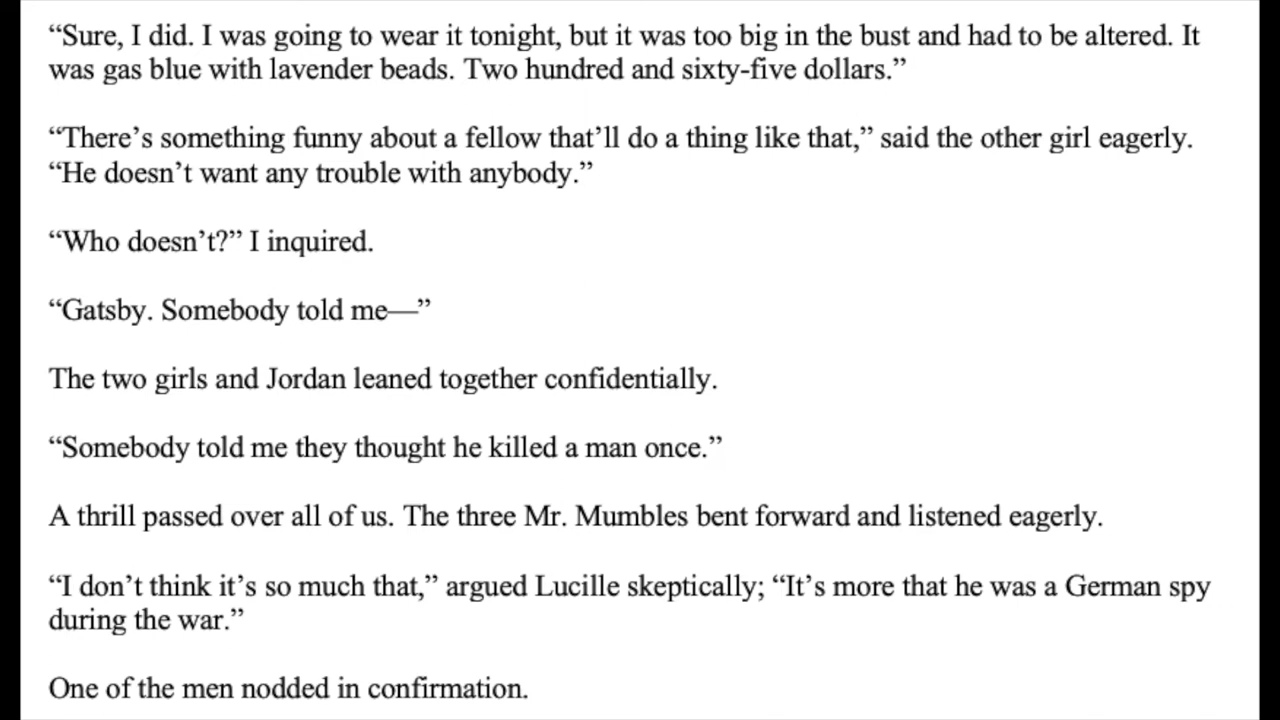 “Sure, I did. I was going to wear it tonight, but it was too big in the bust and had to be altered. It
was gas blue with lavender beads. Two hundred and sixty-five dollars.”
“There’s something funny about a fellow that’ll do a thing like that,” said the other girl eagerly.
“He doesn’t want any trouble with anybody.”
“Who doesn’t?” I inquired.
“Gatsby. Somebody told me—”
The two girls and Jordan leaned together confidentially.
“Somebody told me they thought he killed a man once.”
A thrill passed over all of us. The three Mr. Mumbles bent forward and listened eagerly.
“I don’t think it’s so much that,” argued Lucille skeptically; “It’s more that he was a German spy
during the war.”
One of the men nodded in confirmation.